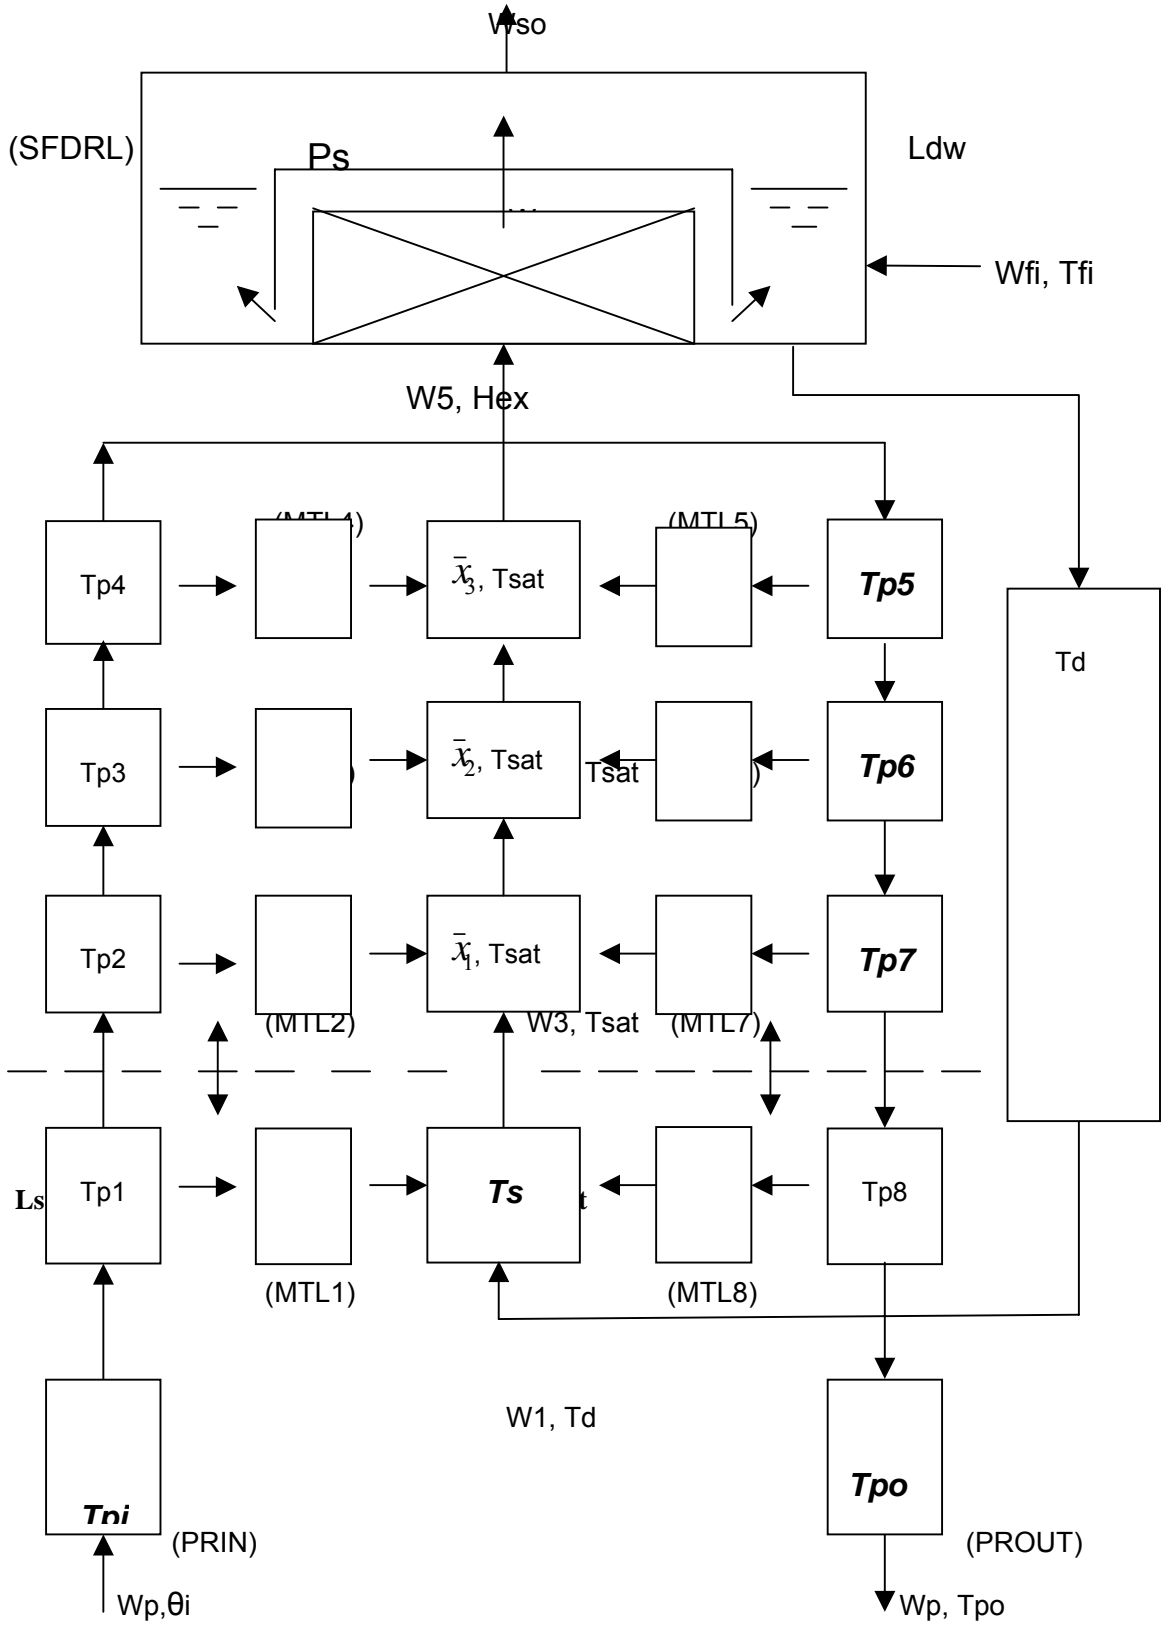 Wso
(SFDRL)
Ps
Ldw
Wfi, Tfi
W5, Hex
(MTL4)
(MTL5)
Tp4
x̄3, Tsat
Tp5
Td
Tp3
x̄2, Tsat
Tsat
Tp6
Tp2
x̄1, Tsat
Tp7
(MTL2)
W3, Tsat
(MTL7)
Ls
Tp1
Ts
t
Tp8
(MTL1)
(MTL8)
W1, Td
Tpi
Tpo
(PRIN)
(PROUT)
Wp,θi
Wp, Tpo